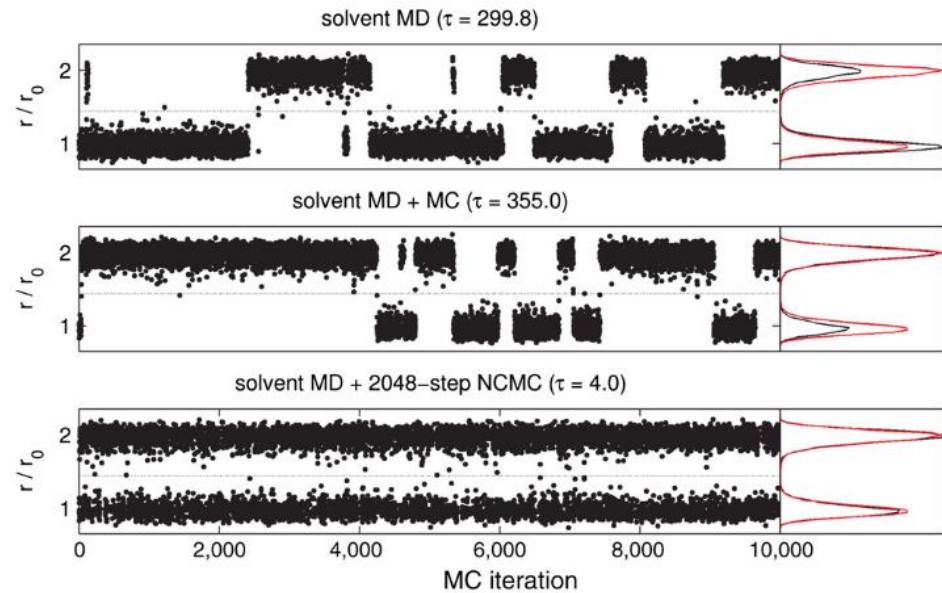 solvent MD (τ = 299.8)
2
1
r / r0
solvent MD + MC (τ = 355.0)
2
1
r / r0
solvent MD + 2048−step NCMC (τ = 4.0)
2
1
r / r0
0 2,000 4,000 6,000 8,000 10,000
MC iteration